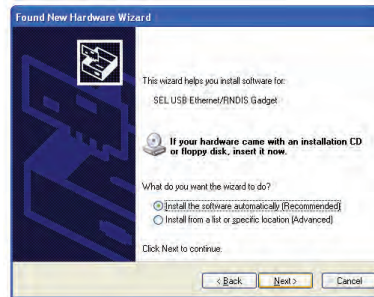 Found New Hardware Wizard
This wizard helps you install software for:
SEL USB Ethernet/RNDIS Gadget
If your hardware came with an installation CD
or floppy disk, insert it now.
What do you want the wizard to do?
Install the software automatically (Recommended)
Install from a list or specific location (Advanced)
Click Next to continue.
< Back Next > Cancel